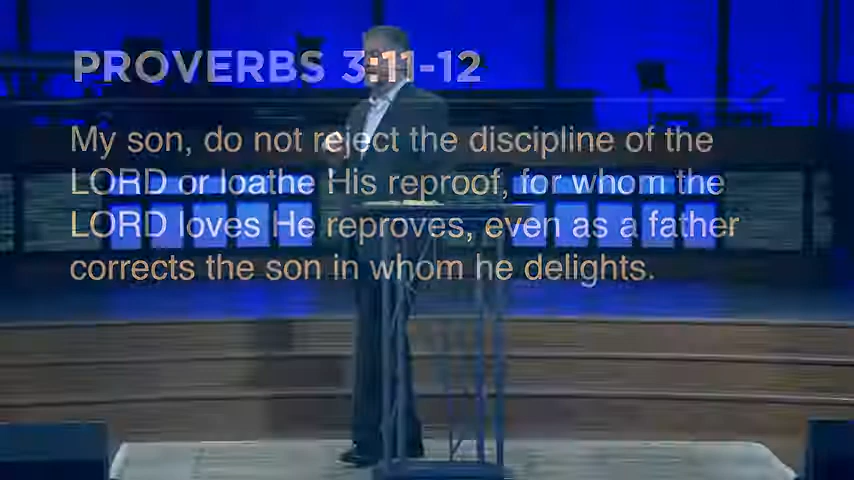 PROVERBS 3:11-12
My son, do not reject the discipline of the
LORD or loathe His reproof, for whom the
LORD loves He reproves, even as a father
corrects the son in whom he delights.